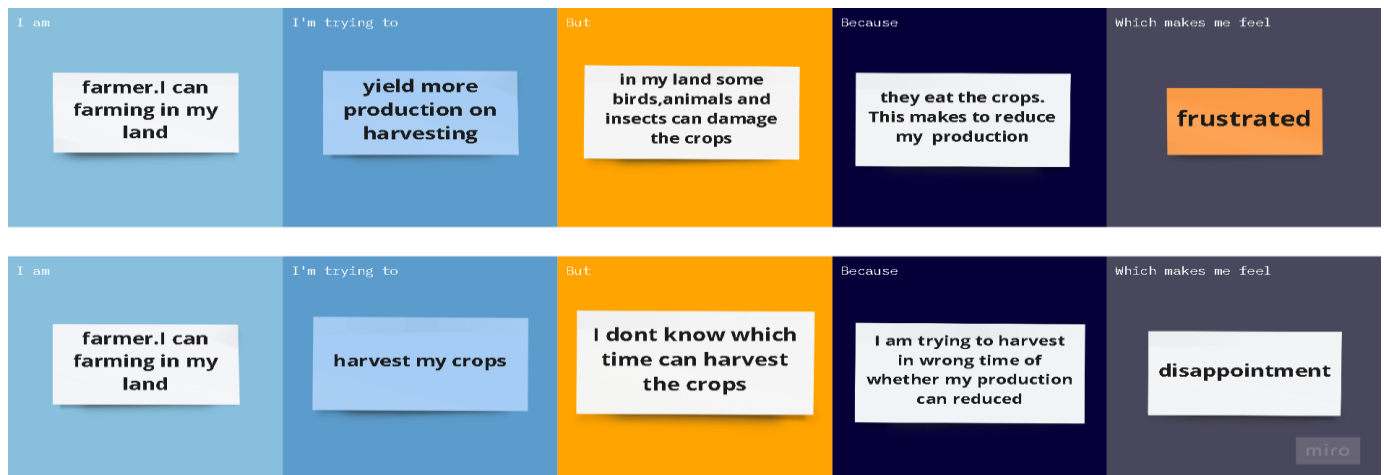 I am
I'm trying to
But
Because
Which makes me feel
farmer.I can
farming in my
land
yield more
production on
harvesting
in my land some
birds,animals and
insects can damage
the crops
they eat the crops.
This makes to reduce
my production
frustrated
I am
I'm trying to
But
Because
Which makes me feel
farmer.I can
farming in my
land
harvest my crops
I dont know which
time can harvest
the crops
I am trying to harvest
in wrong time of
whether my production
can reduced
disappointment
miro